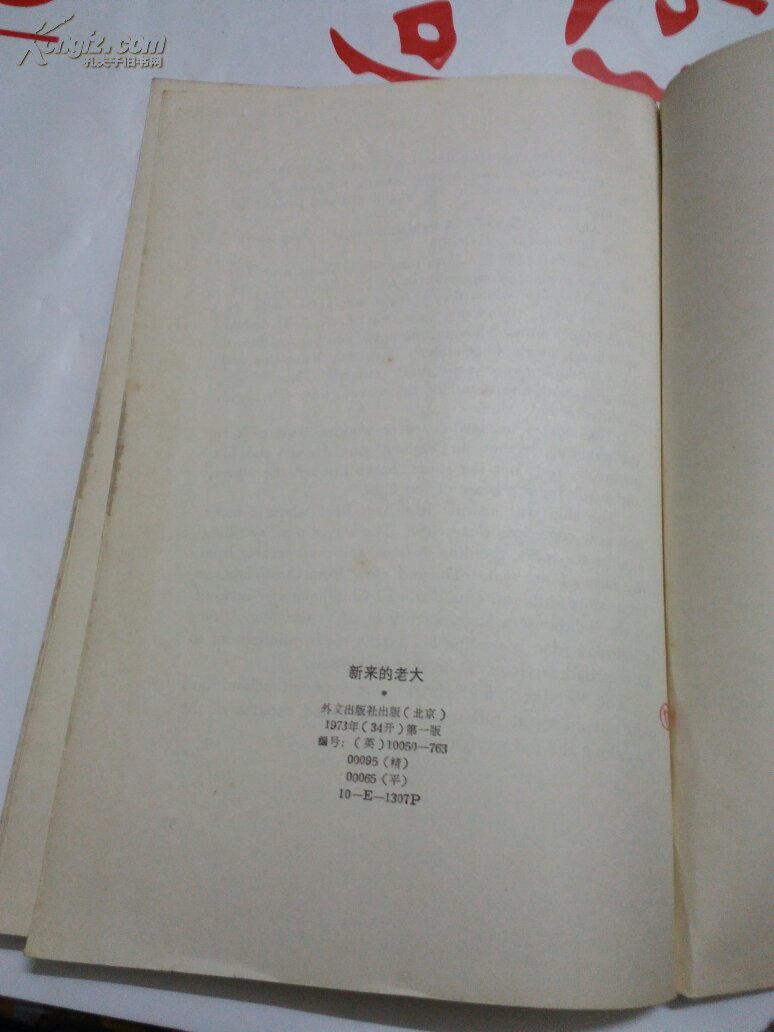 Kongfz.com
孔夫子旧书网
新来的老大
•
外文出版社出版（北京）
1973年（34开）第一版
编号：（英）10050—763
00095（精）
00065（平）
10—E—1307P